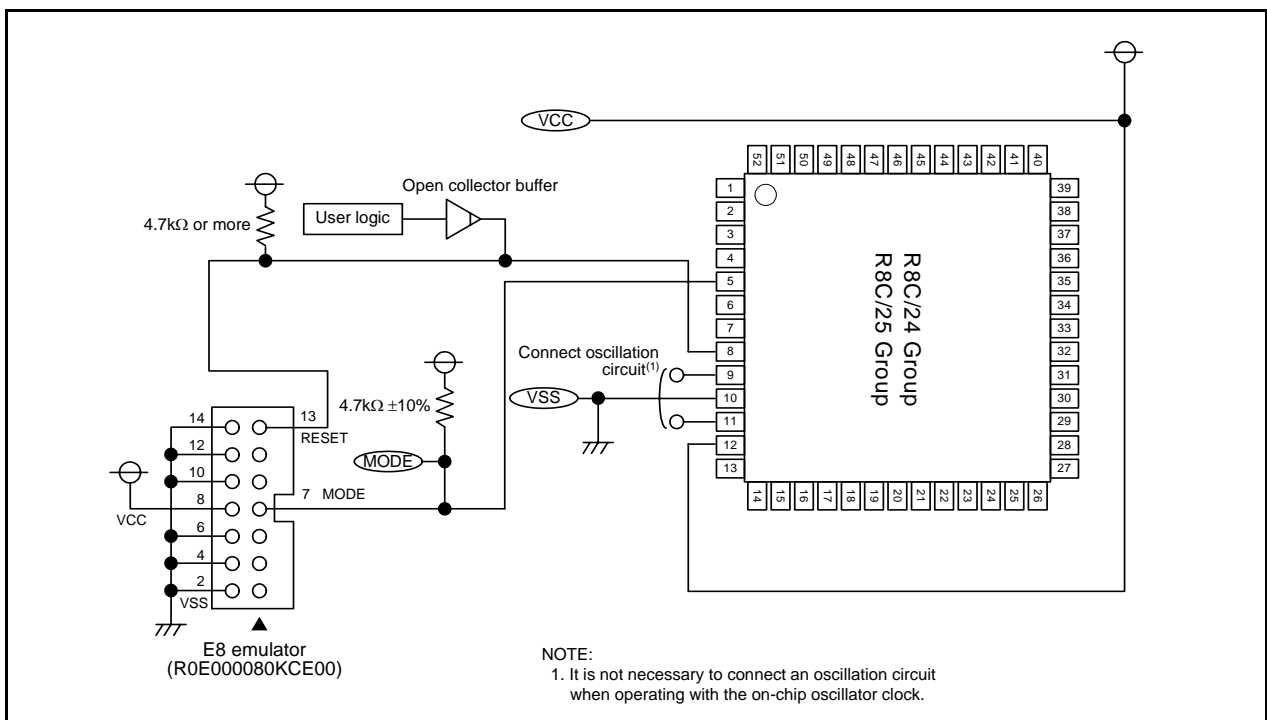 VCC
52 51 50 49 48 47 46 45 44 43 42 41 40
Open collector buffer
User logic
4.7kΩ or more
1
2
3
4
5
6
7
8
9
10
11
12
13
39
38
37
36
35
34
33
32
31
30
29
28
27
R8C/24 Group
R8C/25 Group
Connect oscillation
circuit(1)
VSS
4.7kΩ ±10%
MODE
14 13
RESET
12
10
8 7 MODE
VCC
6
4
2
VSS
14 15 16 17 18 19 20 21 22 23 24 25 26
E8 emulator
(R0E000080KCE00)
NOTE:
1. It is not necessary to connect an oscillation circuit
when operating with the on-chip oscillator clock.